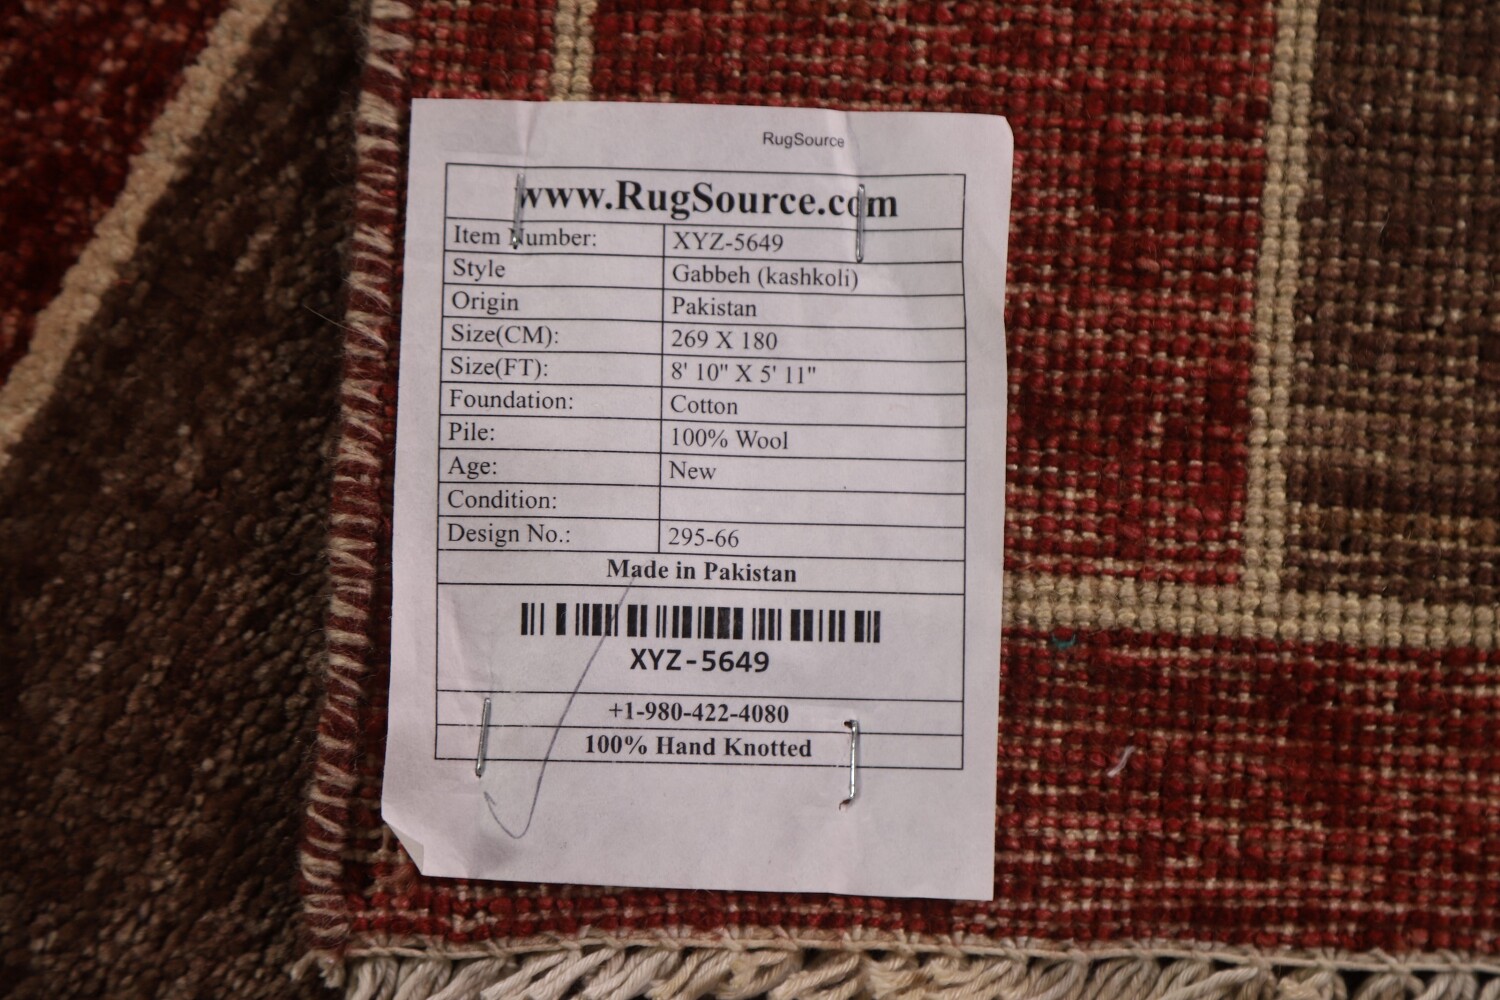 RugSource
www.RugSource.com
Item Number: XYZ-5649
Style Gabbeh (kashkoli)
Origin Pakistan
Size(CM): 269 X 180
Size(FT): 8' 10" X 5' 11"
Foundation: Cotton
Pile: 100% Wool
Age: New
Condition:
Design No.: 295-66
Made in Pakistan
XYZ-5649
+1-980-422-4080
100% Hand Knotted